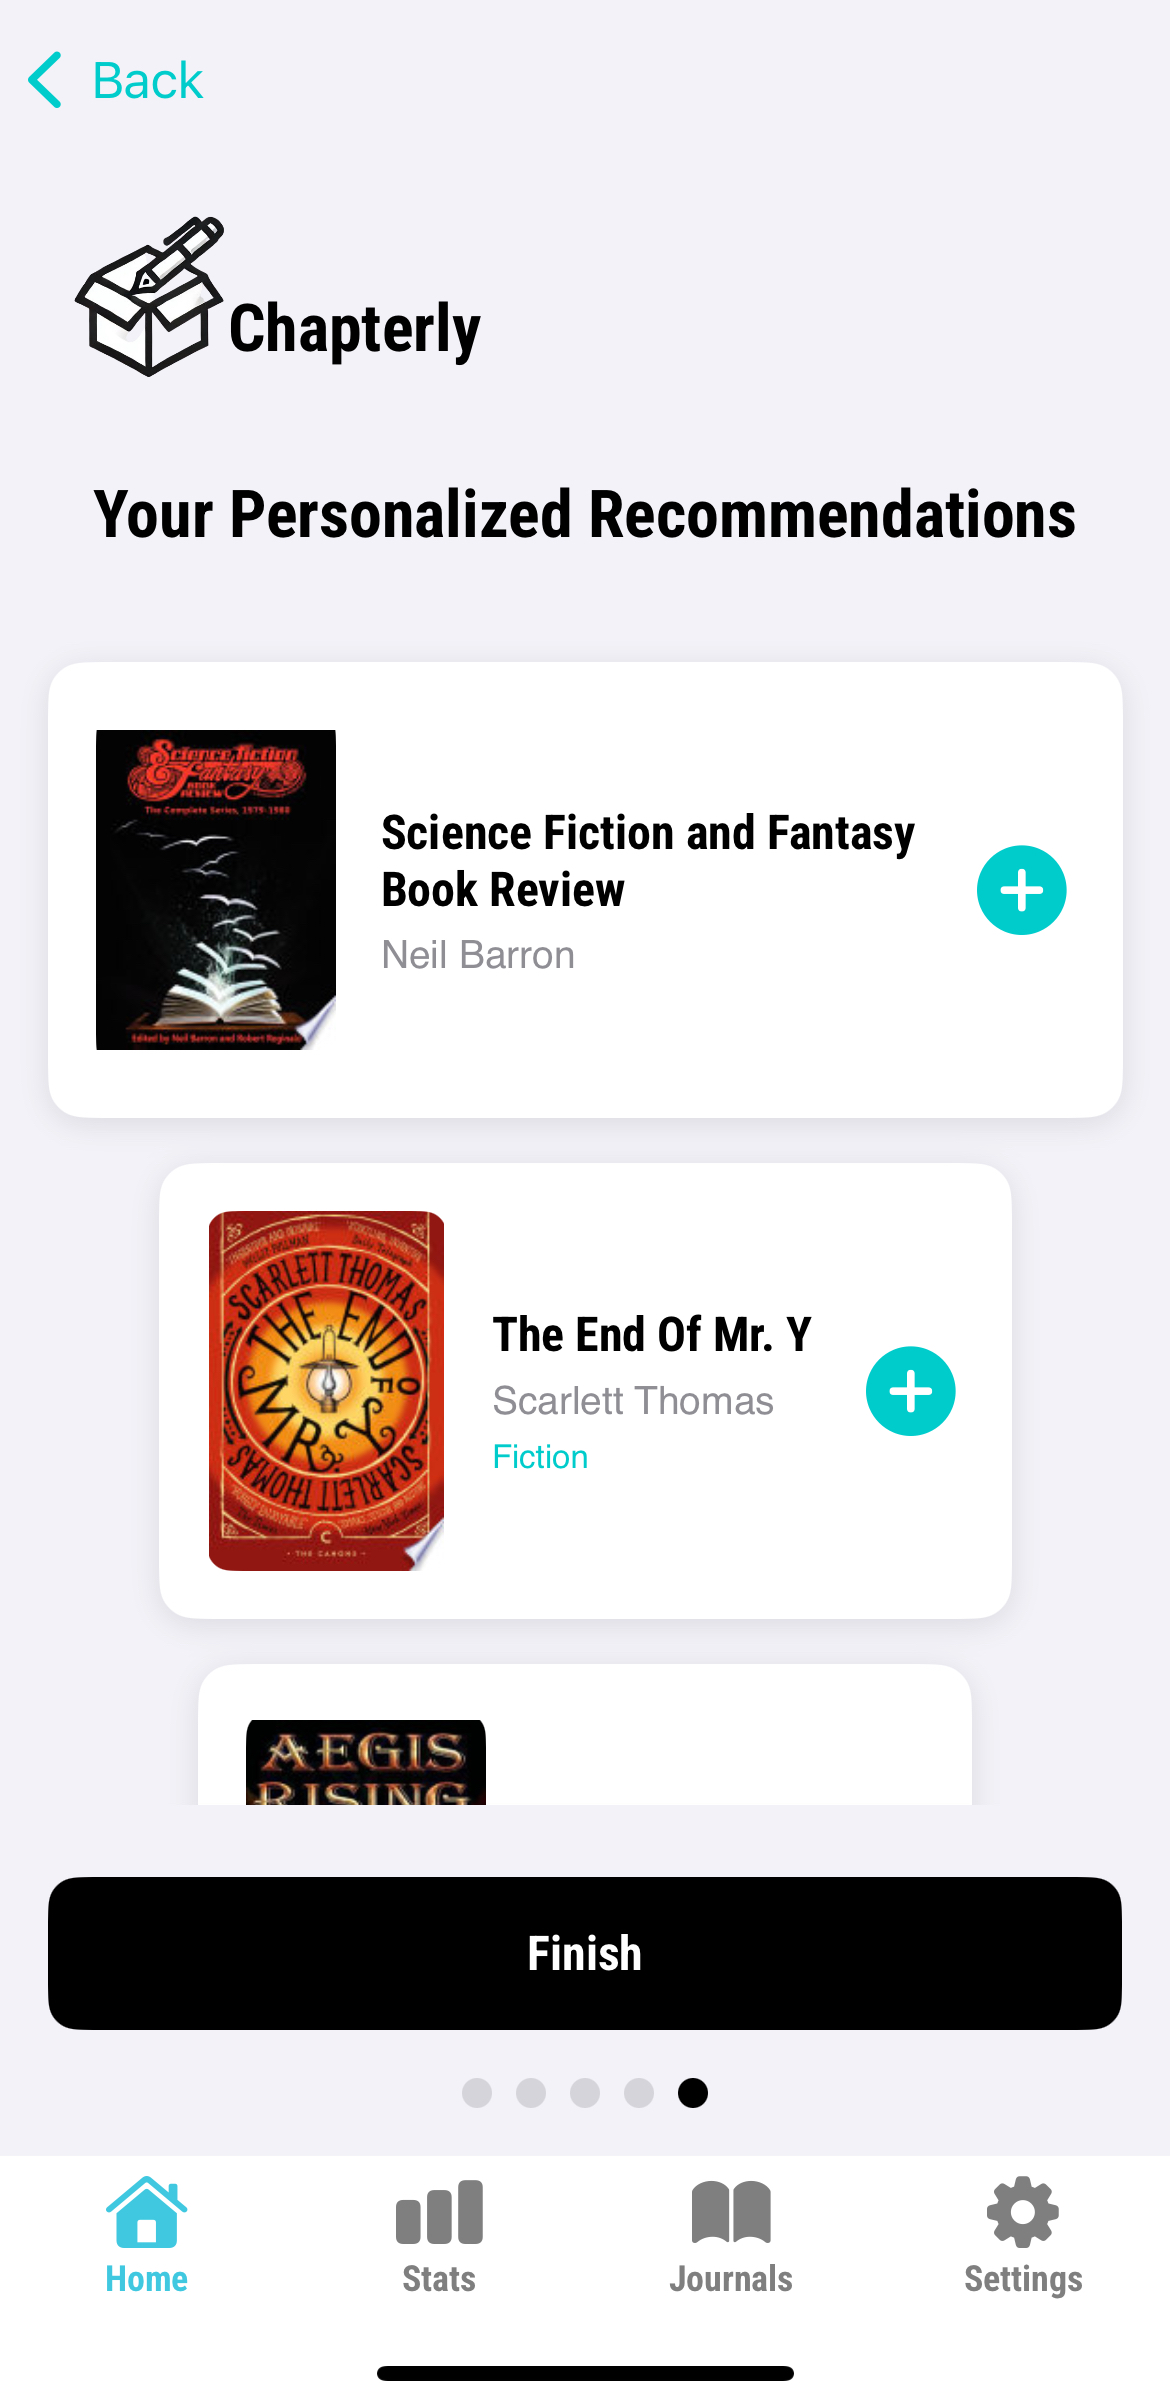 Back
Chapterly
Your Personalized Recommendations
Science Fiction
& Fantasy
BOOK
REVIEW
The Complete Series, 1979-1980
Edited by Neil Barron and Robert Reginald
Science Fiction and Fantasy
Book Review
Neil Barron
SCARLETT THOMAS
THE END OF
MR. Y
SCARLETT THOMAS
THE CANONS
The End Of Mr. Y
Scarlett Thomas
Fiction
AEGIS
RISING
Finish
Home
Stats
Journals
Settings